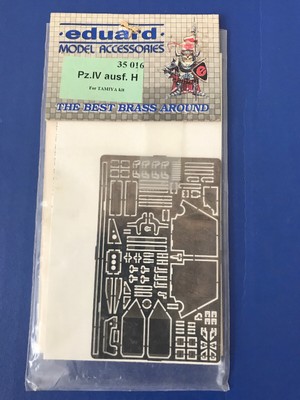 eduard
MODEL ACCESSORIES
35 016
Pz.IV ausf. H
For TAMIYA kit
THE BEST BRASS AROUND